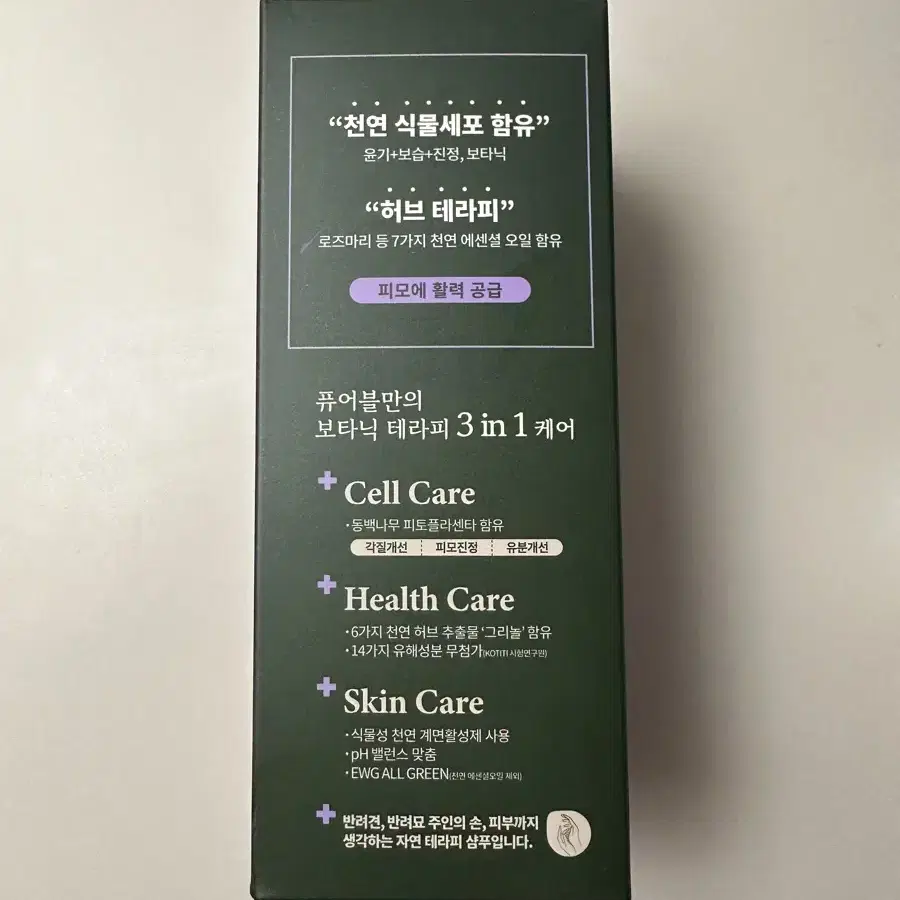 “천연 식물세포 함유”
윤기+보습+진정, 보타닉
“허브 테라피”
로즈마리 등 7가지 천연 에센셜 오일 함유
피모에 활력 공급
퓨어블만의
보타닉 테라피 3 in 1 케어
Cell Care
·동백나무 피토플라센타 함유
각질개선 피모진정 유분개선
Health Care
·6가지 천연 허브 추출물 ‘그리놀’ 함유
·14가지 유해성분 무첨가(KOTITI 시험연구원)
Skin Care
·식물성 천연 계면활성제 사용
·pH 밸런스 맞춤
·EWG ALL GREEN(천연 에센셜오일 제외)
반려견, 반려묘 주인의 손, 피부까지
생각하는 자연 테라피 샴푸입니다.